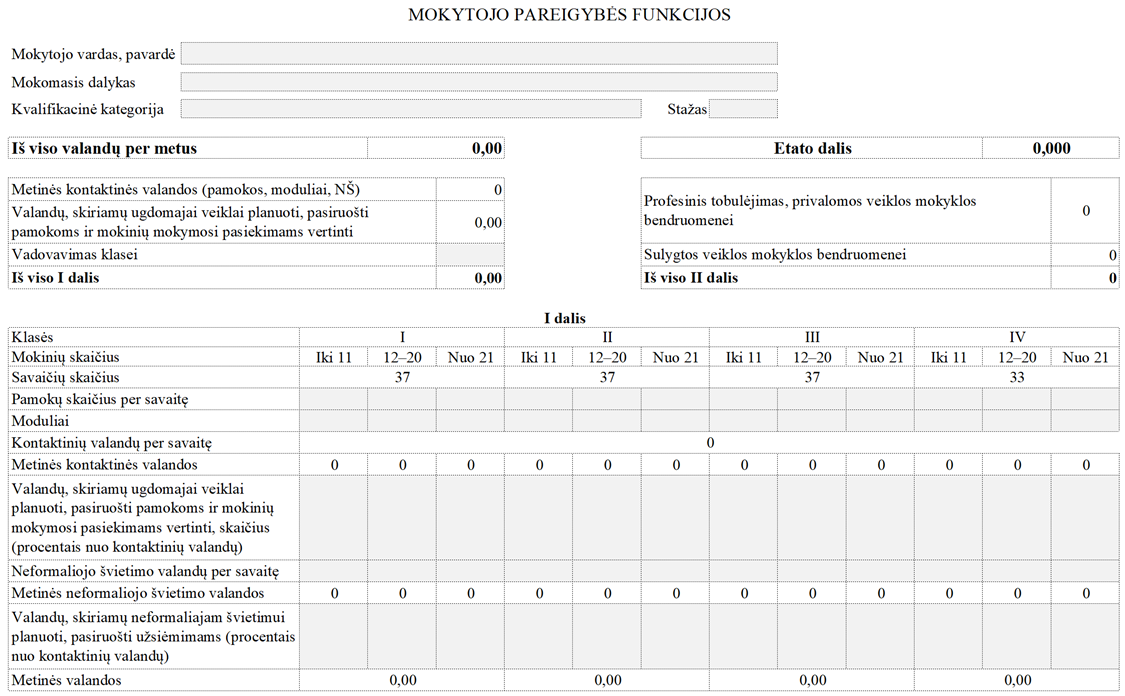 MOKYTOJO PAREIGYBĖS FUNKCIJOS
Mokytojo vardas, pavardė
Mokomasis dalykas
Kvalifikacinė kategorija Stažas
Iš viso valandų per metus 0,00 Etato dalis 0,000
Metinės kontaktinės valandos (pamokos, moduliai, NŠ) 0
Valandų, skiriamų ugdomajai veiklai planuoti, pasiruošti
pamokoms ir mokinių mokymosi pasiekimams vertinti 0,00
Vadovavimas klasei
Iš viso I dalis 0,00
Profesinis tobulėjimas, privalomos veiklos mokyklos
bendruomenei 0
Sulygtos veiklos mokyklos bendruomenei 0
Iš viso II dalis 0
I dalis
Klasės I II III IV
Mokinių skaičius Iki 11 12–20 Nuo 21 Iki 11 12–20 Nuo 21 Iki 11 12–20 Nuo 21 Iki 11 12–20 Nuo 21
Savaičių skaičius 37 37 37 33
Pamokų skaičius per savaitę
Moduliai
Kontaktinių valandų per savaitę 0
Metinės kontaktinės valandos 0 0 0 0 0 0 0 0 0 0 0 0
Valandų, skiriamų ugdomajai veiklai
planuoti, pasiruošti pamokoms ir mokinių
mokymosi pasiekimams vertinti, skaičius
(procentais nuo kontaktinių valandų)
Neformaliojo švietimo valandų per savaitę
Metinės neformaliojo švietimo valandos 0 0 0 0 0 0 0 0 0 0 0 0
Valandų, skiriamų neformaliajam švietimui
planuoti, pasiruošti užsiėmimams (procentais
nuo kontaktinių valandų)
Metinės valandos 0,00 0,00 0,00 0,00